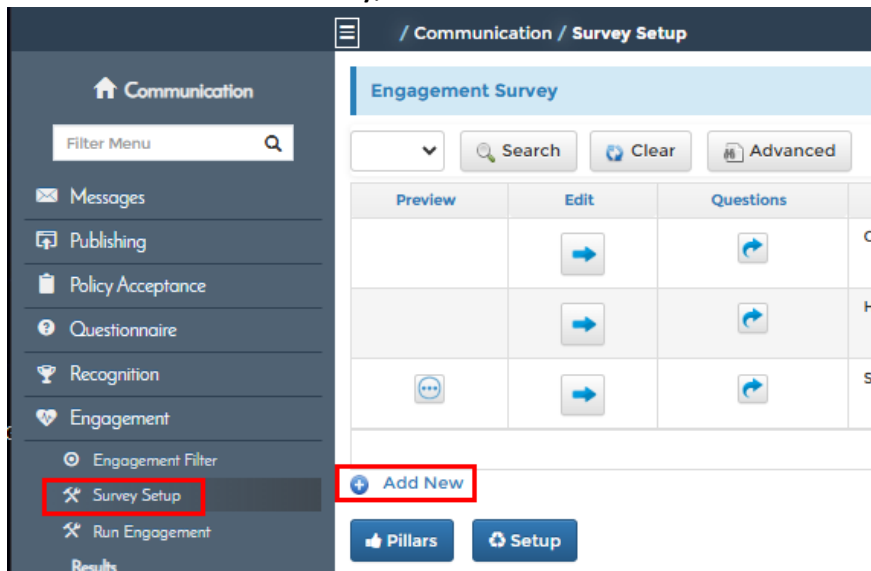 / Communication / Survey Setup
Communication
Filter Menu
Messages
Publishing
Policy Acceptance
Questionnaire
Recognition
Engagement
Engagement Filter
Survey Setup
Run Engagement
Results
Engagement Survey
Search Clear Advanced
Preview Edit Questions
Add New
Pillars Setup